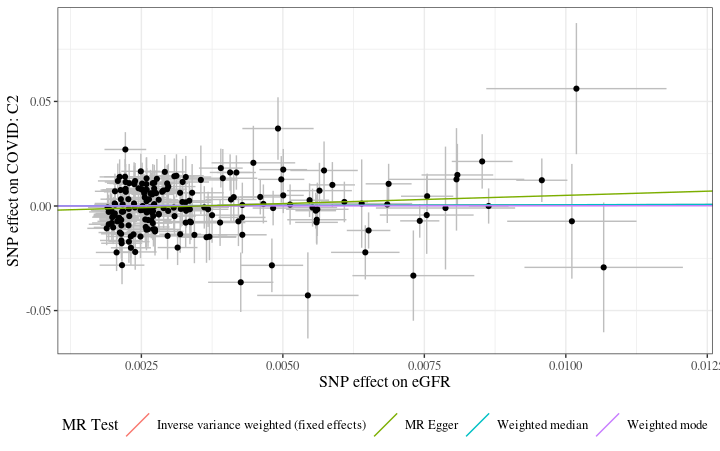 SNP effect on COVID: C2
0.05
0.00
-0.05
0.0025 0.0050 0.0075 0.0100 0.012
SNP effect on eGFR
MR Test Inverse variance weighted (fixed effects) MR Egger Weighted median Weighted mode